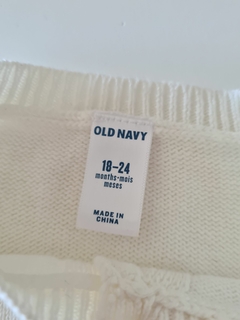 OLD NAVY
18-24
months·mois
meses
MADE IN
CHINA